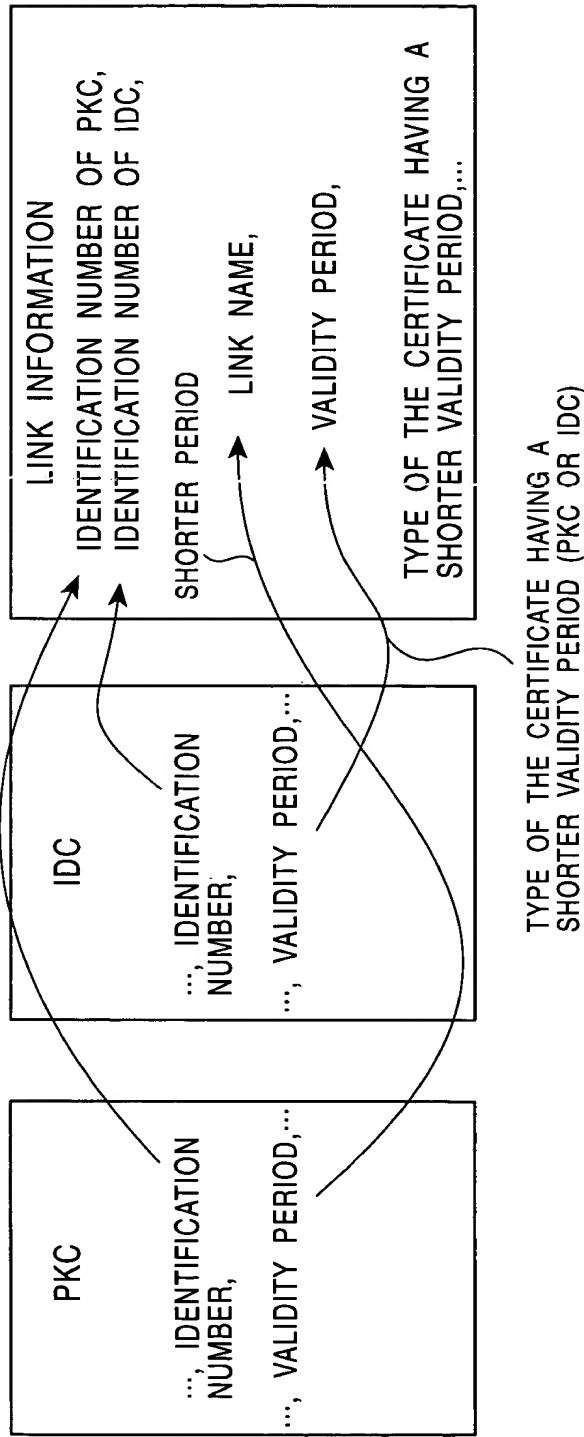 PKC
..., IDENTIFICATION
NUMBER,
..., VALIDITY PERIOD,...
IDC
..., IDENTIFICATION
NUMBER,
..., VALIDITY PERIOD,...
LINK INFORMATION
IDENTIFICATION NUMBER OF PKC,
IDENTIFICATION NUMBER OF IDC,
SHORTER PERIOD
LINK NAME,
VALIDITY PERIOD,
TYPE OF THE CERTIFICATE HAVING A
SHORTER VALIDITY PERIOD,...
TYPE OF THE CERTIFICATE HAVING A
SHORTER VALIDITY PERIOD (PKC OR IDC)